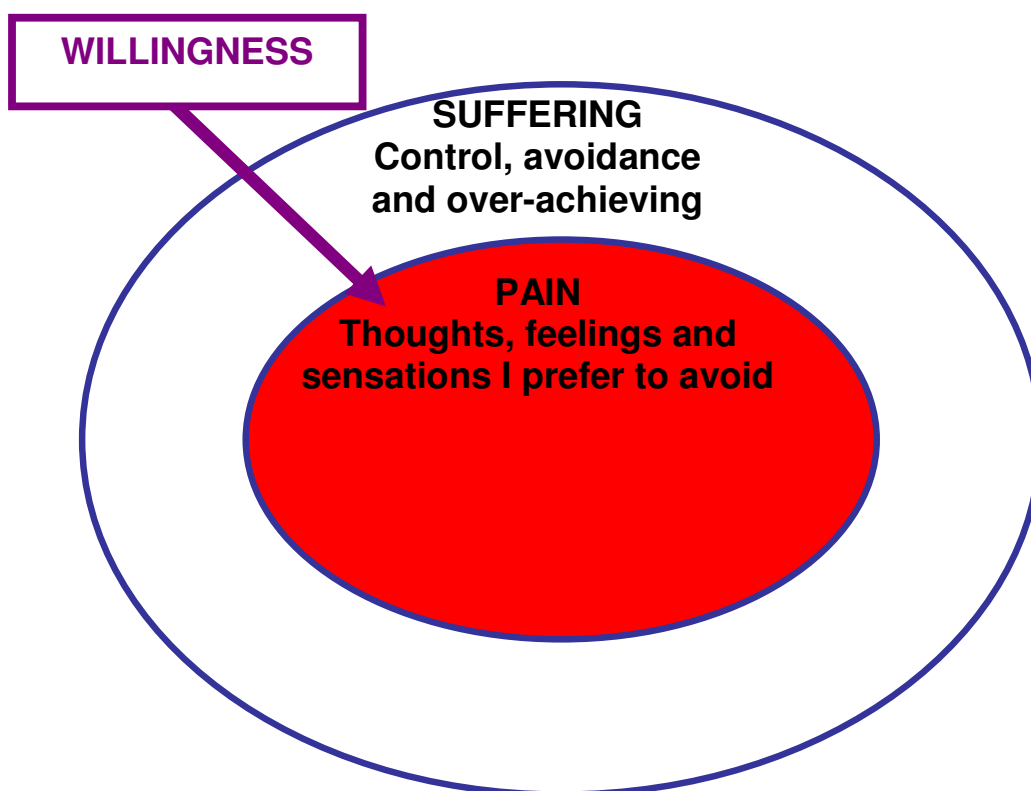 WILLINGNESS
SUFFERING
Control, avoidance
and over-achieving
PAIN
Thoughts, feelings and
sensations I prefer to avoid